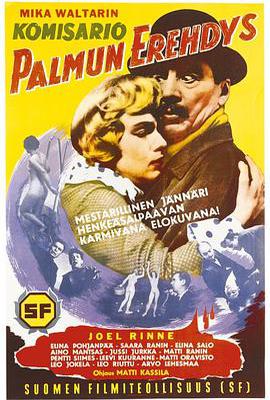 MIKA WALTARIN
KOMISARIO
PALMUN EREHDYS
MESTARILLINEN JÄNNÄRI
HENKEÄSALPAAVAN
KARMIVANA ELOKUVANA!
SF
JOEL RINNE
ELINA POHJANPÄÄ · SAARA RANIN · ELINA SALO
AINO MANTSAS · JUSSI JURKKA · MATTI RANIN
PENTTI SIIMES · LEEVI KUURANNE · MATTI ORAVISTO
LEO JOKELA · LEO RIUTTU · ARVO LEHESMAA
Ohjaus MATTI KASSILA
SUOMEN FILMITEOLLISUUS (SF)